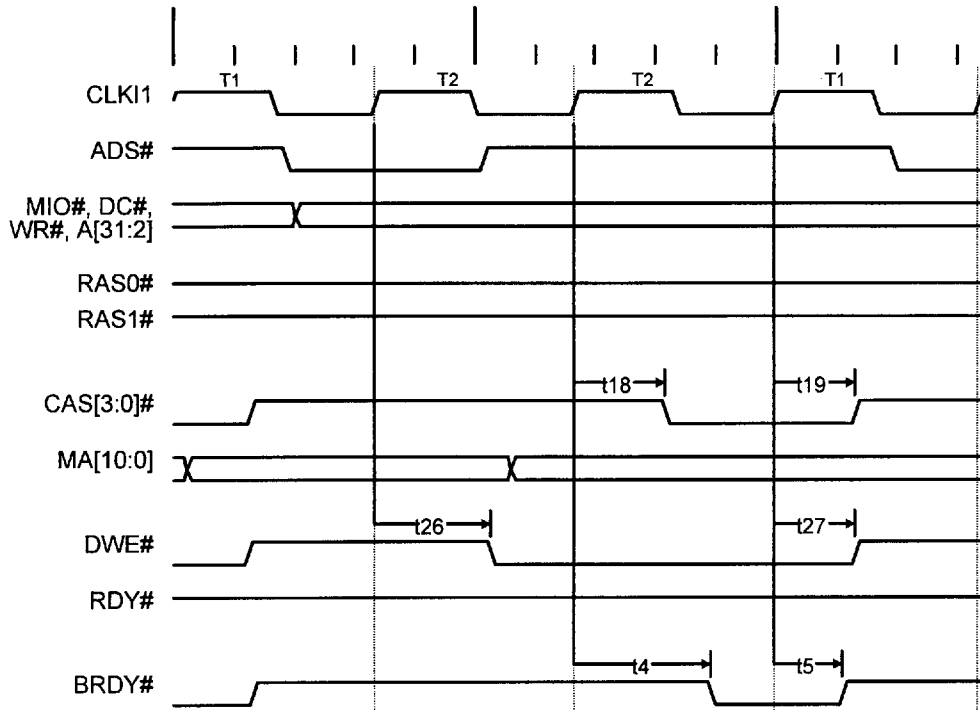 T1 T2 T2 T1
CLKI1
ADS#
MIO#, DC#,
WR#, A[31:2]
RAS0#
RAS1#
t18 t19
CAS[3:0]#
MA[10:0]
t26 t27
DWE#
RDY#
t4 t5
BRDY#